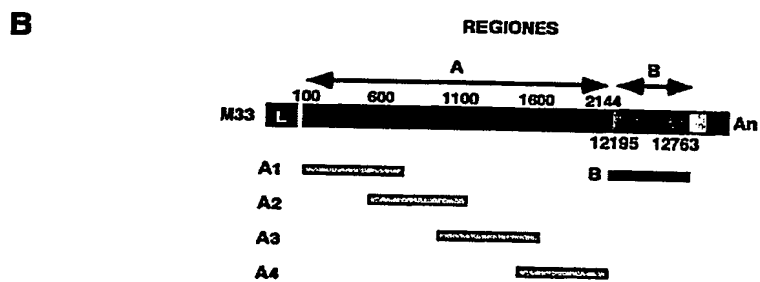 B
REGIONES
A B
100 600 1100 1600 2144
M33 L An
12195 12763
A1 B
A2
A3
A4